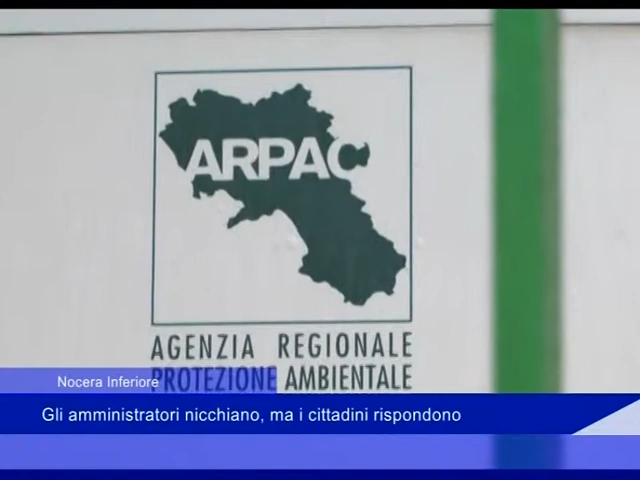 ARPAC
AGENZIA REGIONALE
PROTEZIONE AMBIENTALE
Nocera Inferiore
Gli amministratori nicchiano, ma i cittadini rispondono